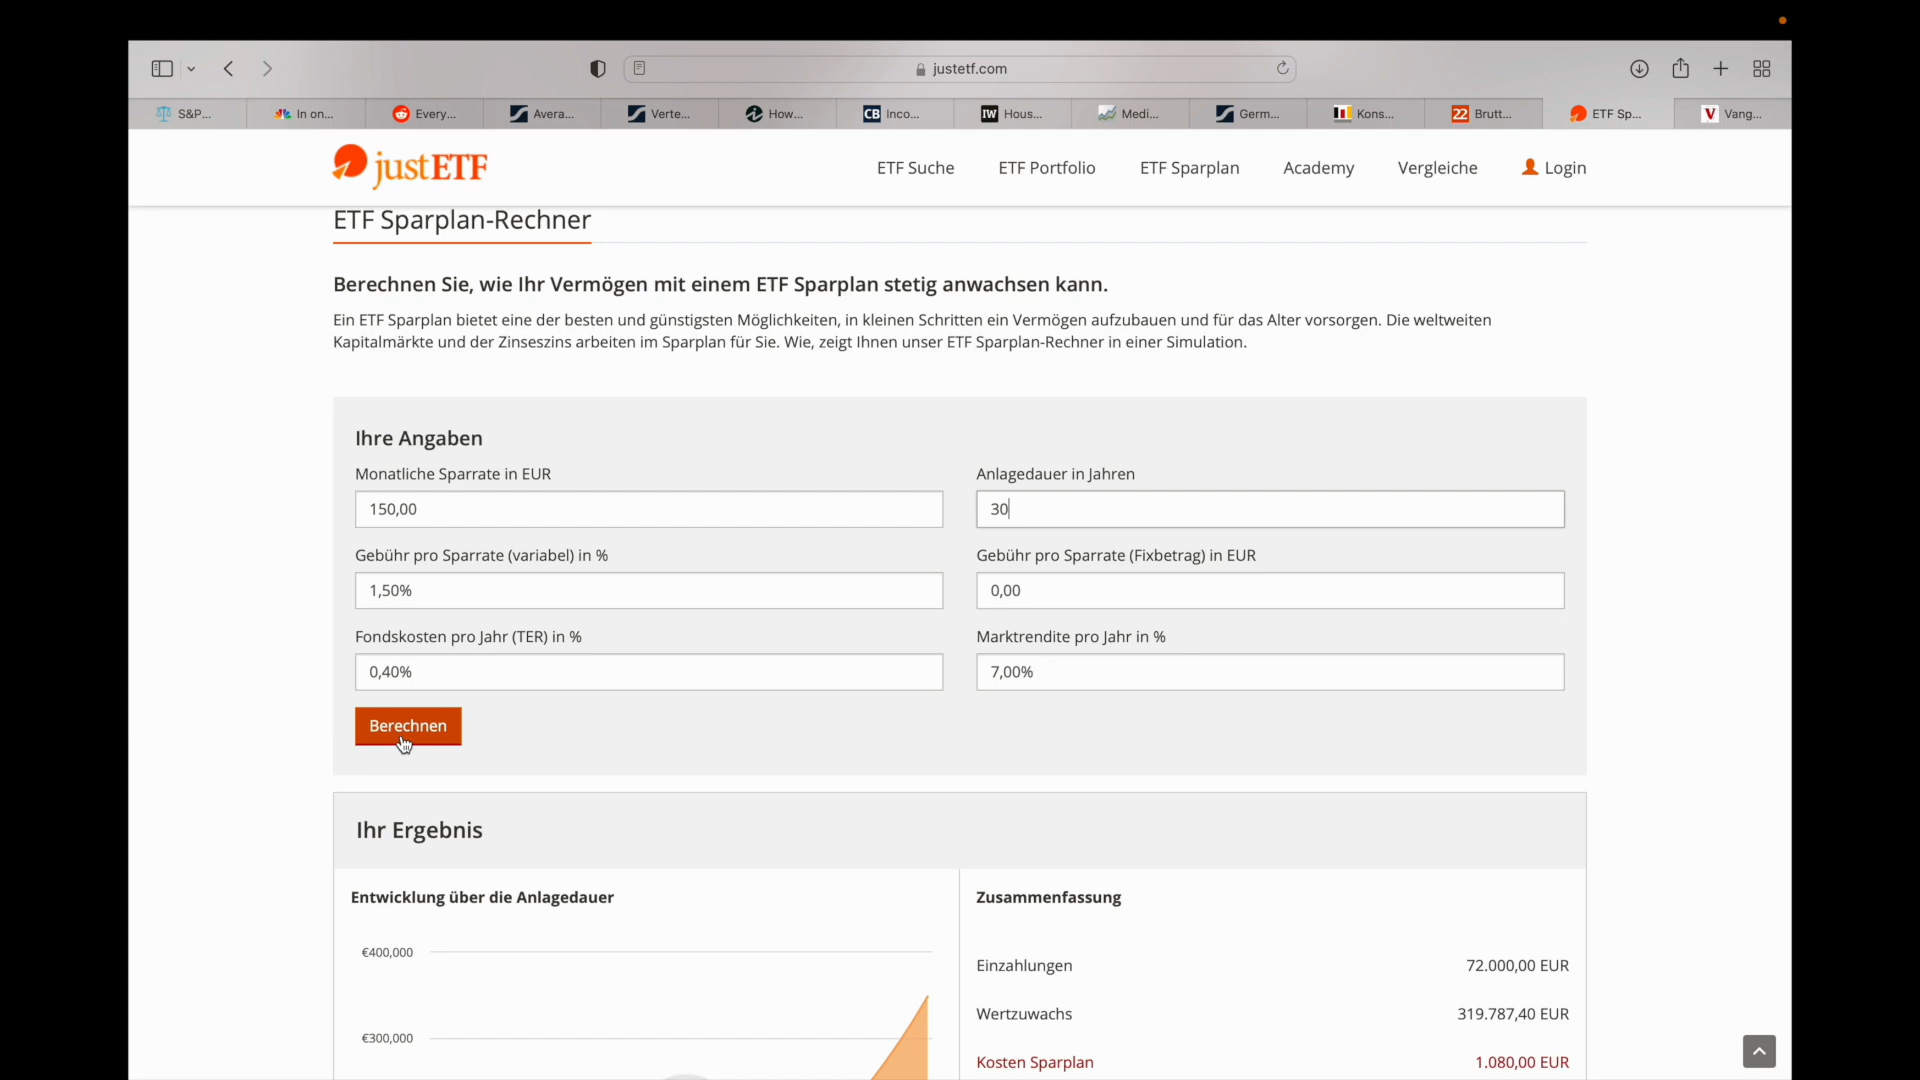 justetf.com
S&P...
In on...
Every...
Avera...
Verte...
How...
CB Inco...
IW Hous...
Medi...
Germ...
Kons...
22 Brutt...
ETF Sp...
V Vang...
justETF
ETF Suche
ETF Portfolio
ETF Sparplan
Academy
Vergleiche
Login
ETF Sparplan-Rechner
Berechnen Sie, wie Ihr Vermögen mit einem ETF Sparplan stetig anwachsen kann.
Ein ETF Sparplan bietet eine der besten und günstigsten Möglichkeiten, in kleinen Schritten ein Vermögen aufzubauen und für das Alter vorsorgen. Die weltweiten
Kapitalmärkte und der Zinseszins arbeiten im Sparplan für Sie. Wie, zeigt Ihnen unser ETF Sparplan-Rechner in einer Simulation.
Ihre Angaben
Monatliche Sparrate in EUR
150,00
Anlagedauer in Jahren
30
Gebühr pro Sparrate (variabel) in %
1,50%
Gebühr pro Sparrate (Fixbetrag) in EUR
0,00
Fondskosten pro Jahr (TER) in %
0,40%
Marktrendite pro Jahr in %
7,00%
Berechnen
Ihr Ergebnis
Entwicklung über die Anlagedauer
€400,000
€300,000
Zusammenfassung
Einzahlungen 72.000,00 EUR
Wertzuwachs 319.787,40 EUR
Kosten Sparplan 1.080,00 EUR